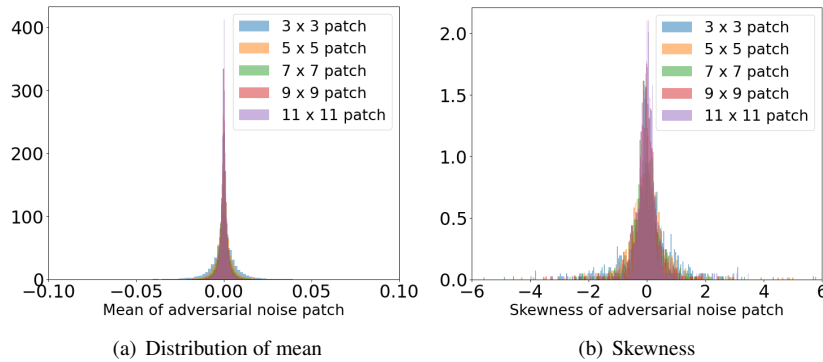 400
300
200
100
0
3 x 3 patch
5 x 5 patch
7 x 7 patch
9 x 9 patch
11 x 11 patch
−0.10 −0.05 0.00 0.05 0.10
Mean of adversarial noise patch
(a) Distribution of mean
2.0
1.5
1.0
0.5
0.0
3 x 3 patch
5 x 5 patch
7 x 7 patch
9 x 9 patch
11 x 11 patch
−6 −4 −2 0 2 4 6
Skewness of adversarial noise patch
(b) Skewness